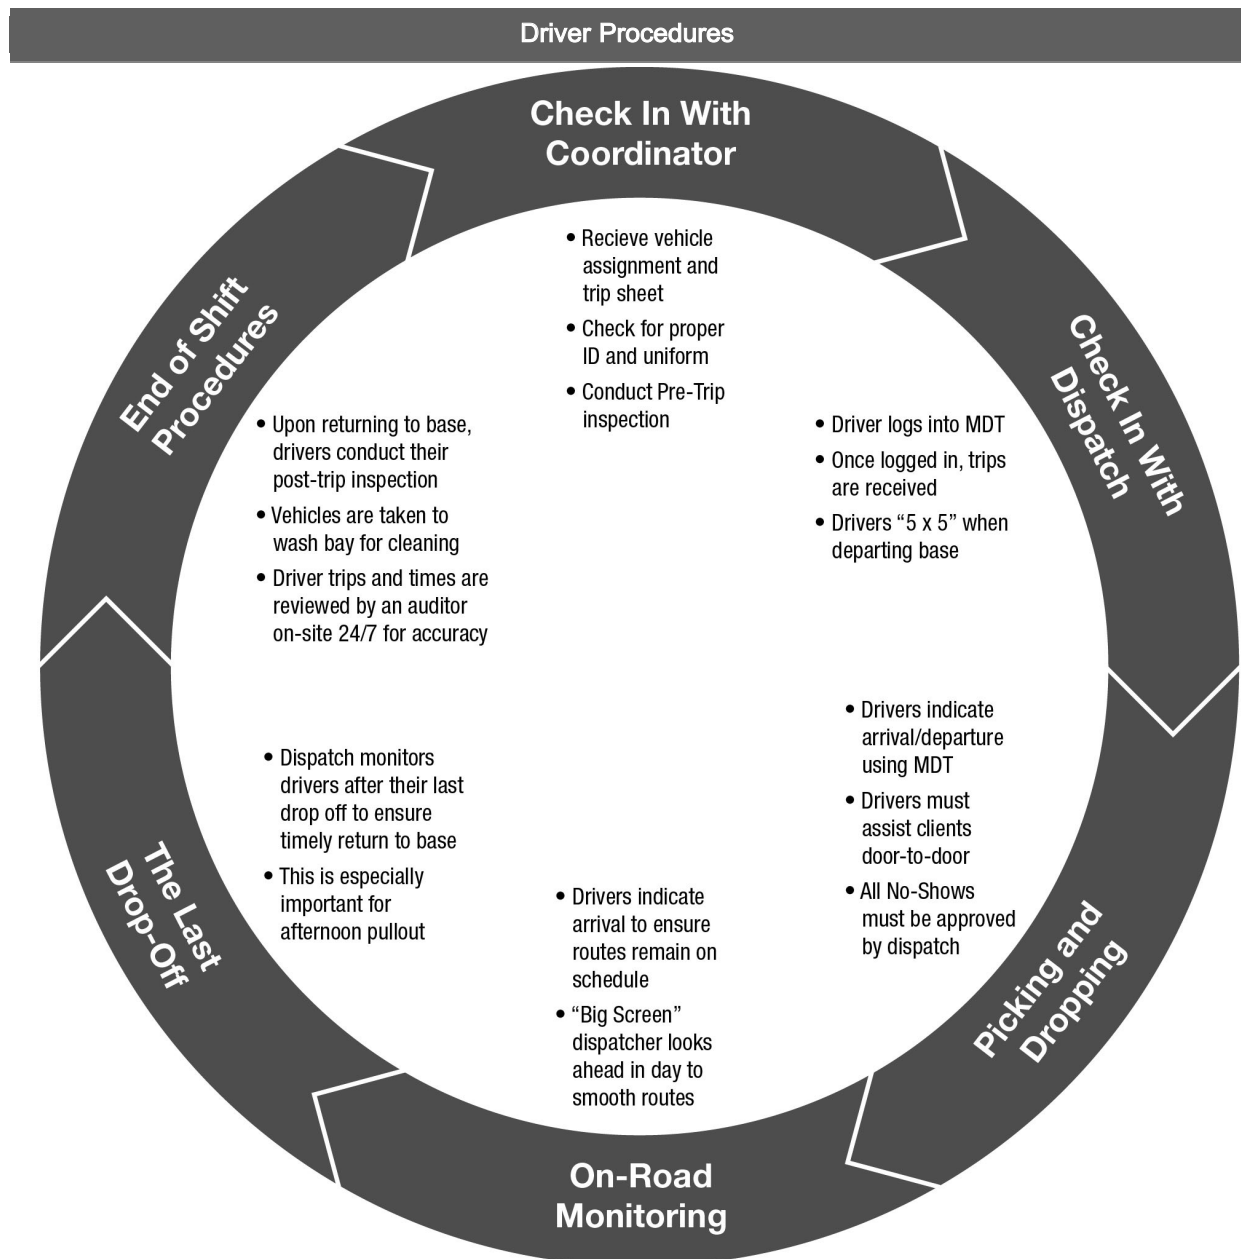 Driver Procedures
Check In With
Coordinator
• Recieve vehicle
assignment and
trip sheet
• Check for proper
ID and uniform
• Conduct Pre-Trip
inspection
Check In With
Dispatch
• Driver logs into MDT
• Once logged in, trips
are received
• Drivers “5 x 5” when
departing base
Picking and
Dropping
• Drivers indicate
arrival/departure
using MDT
• Drivers must
assist clients
door-to-door
• All No-Shows
must be approved
by dispatch
On-Road
Monitoring
• Drivers indicate
arrival to ensure
routes remain on
schedule
• “Big Screen”
dispatcher looks
ahead in day to
smooth routes
The Last
Drop-Off
• Dispatch monitors
drivers after their last
drop off to ensure
timely return to base
• This is especially
important for
afternoon pullout
End of Shift
Procedures
• Upon returning to base,
drivers conduct their
post-trip inspection
• Vehicles are taken to
wash bay for cleaning
• Driver trips and times are
reviewed by an auditor
on-site 24/7 for accuracy